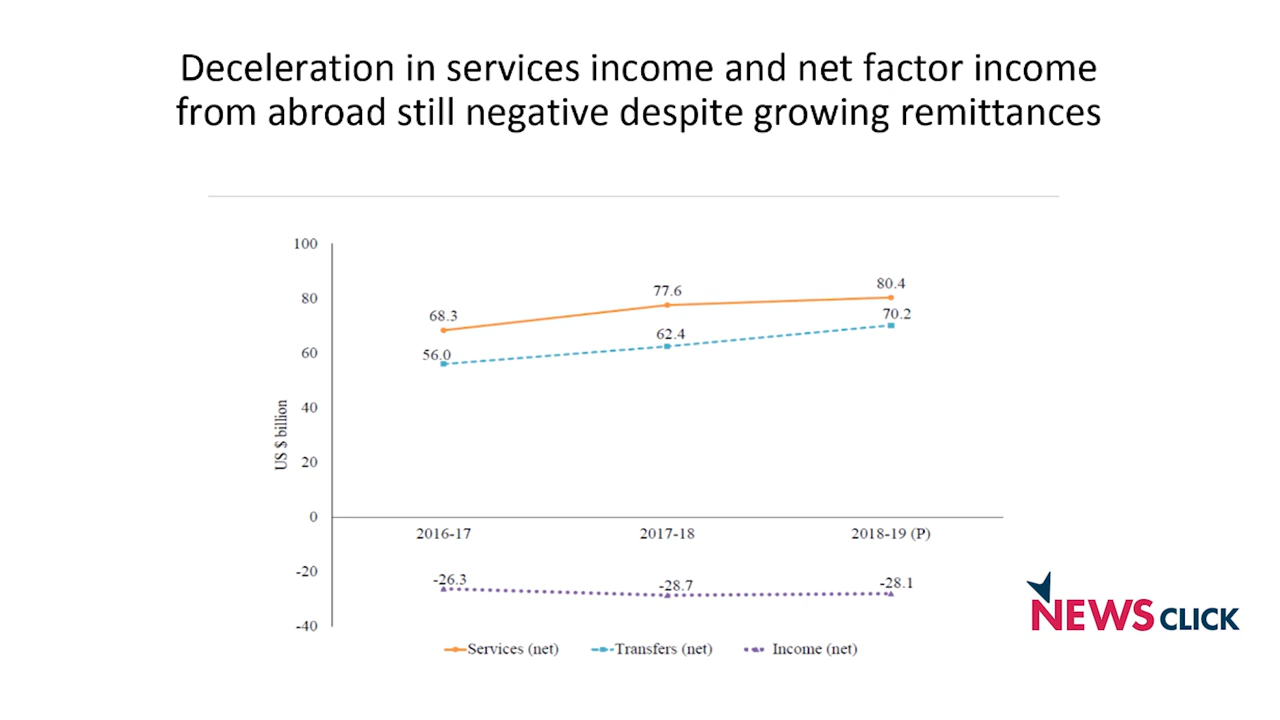 Deceleration in services income and net factor income
from abroad still negative despite growing remittances
100
80
60
40
20
0
-20
-40
US $ billion
68.3
77.6
80.4
56.0
62.4
70.2
2016-17
2017-18
2018-19 (P)
-26.3
-28.7
-28.1
Services (net)
Transfers (net)
Income (net)
NEWSCLICK